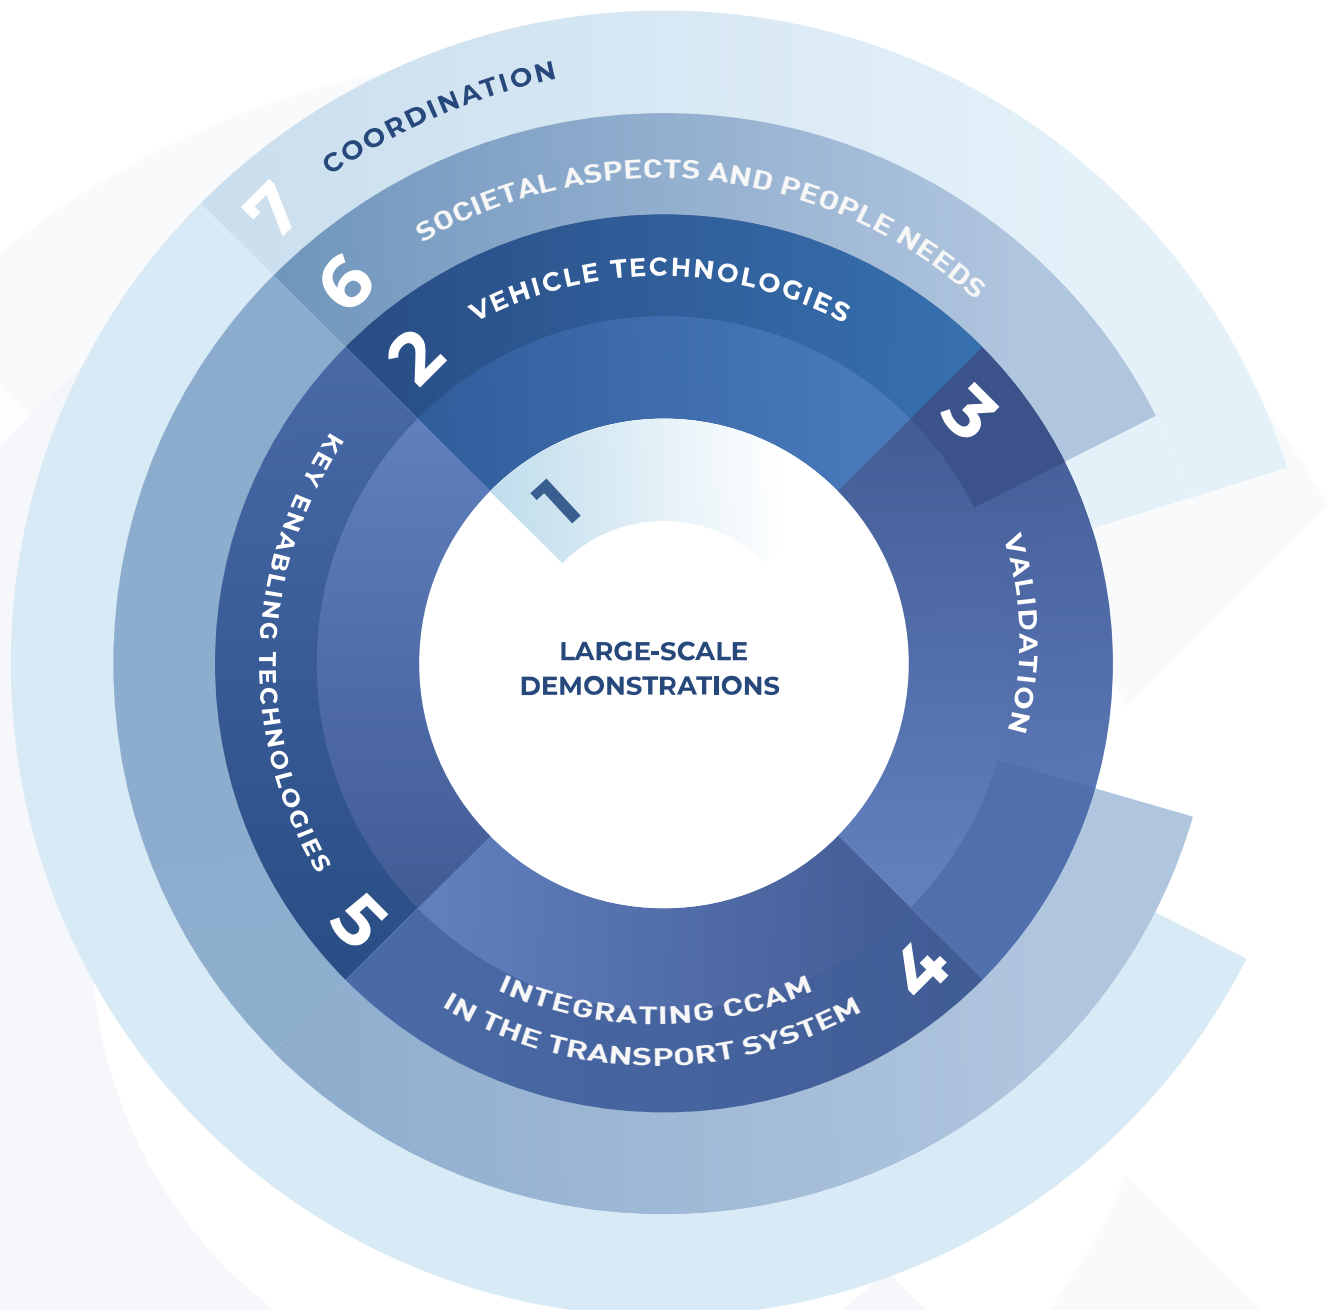 7 COORDINATION
6 SOCIETAL ASPECTS AND PEOPLE NEEDS
2 VEHICLE TECHNOLOGIES
3 VALIDATION
1
LARGE-SCALE
DEMONSTRATIONS
4
INTEGRATING CCAM
IN THE TRANSPORT SYSTEM
5 KEY ENABLING TECHNOLOGIES